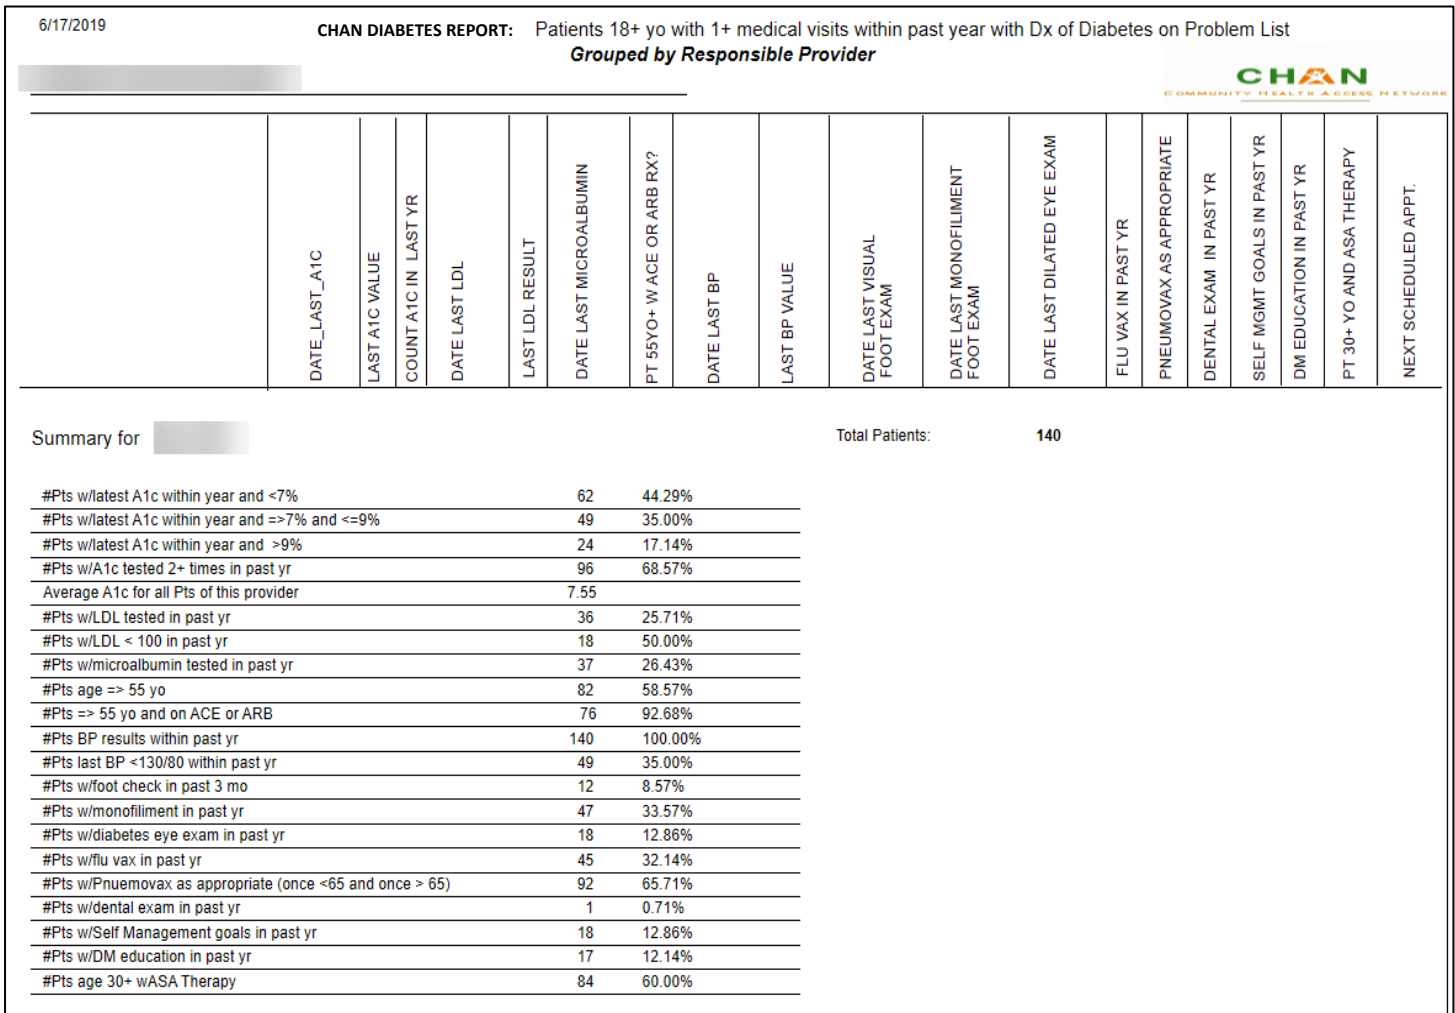 6/17/2019
CHAN DIABETES REPORT: Patients 18+ yo with 1+ medical visits within past year with Dx of Diabetes on Problem List
Grouped by Responsible Provider
CHAN
COMMUNITY HEALTH ACCESS NETWORK
DATE_LAST_A1C
LAST A1C VALUE
COUNT A1C IN LAST YR
DATE LAST LDL
LAST LDL RESULT
DATE LAST MICROALBUMIN
PT 55YO+ W ACE OR ARB RX?
DATE LAST BP
LAST BP VALUE
DATE LAST VISUAL
FOOT EXAM
DATE LAST MONOFILIMENT
FOOT EXAM
DATE LAST DILATED EYE EXAM
FLU VAX IN PAST YR
PNEUMOVAX AS APPROPRIATE
DENTAL EXAM IN PAST YR
SELF MGMT GOALS IN PAST YR
DM EDUCATION IN PAST YR
PT 30+ YO AND ASA THERAPY
NEXT SCHEDULED APPT.
Summary for
Total Patients: 140
#Pts w/latest A1c within year and <7% 62 44.29%
#Pts w/latest A1c within year and =>7% and <=9% 49 35.00%
#Pts w/latest A1c within year and >9% 24 17.14%
#Pts w/A1c tested 2+ times in past yr 96 68.57%
Average A1c for all Pts of this provider 7.55
#Pts w/LDL tested in past yr 36 25.71%
#Pts w/LDL < 100 in past yr 18 50.00%
#Pts w/microalbumin tested in past yr 37 26.43%
#Pts age => 55 yo 82 58.57%
#Pts => 55 yo and on ACE or ARB 76 92.68%
#Pts BP results within past yr 140 100.00%
#Pts last BP <130/80 within past yr 49 35.00%
#Pts w/foot check in past 3 mo 12 8.57%
#Pts w/monofiliment in past yr 47 33.57%
#Pts w/diabetes eye exam in past yr 18 12.86%
#Pts w/flu vax in past yr 45 32.14%
#Pts w/Pnuemovax as appropriate (once <65 and once > 65) 92 65.71%
#Pts w/dental exam in past yr 1 0.71%
#Pts w/Self Management goals in past yr 18 12.86%
#Pts w/DM education in past yr 17 12.14%
#Pts age 30+ wASA Therapy 84 60.00%